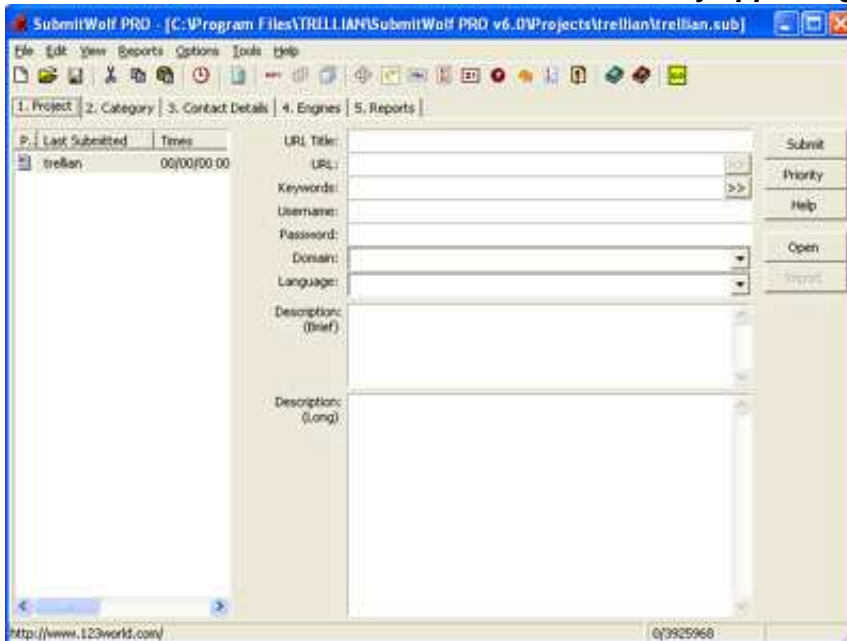 SubmitWolf PRO - [C:\Program Files\TRELLIAN\SubmitWolf PRO v6.0\Projects\trellian\trellian.sub]
File Edit View Reports Options Tools Help
1. Project 2. Category 3. Contact Details 4. Engines 5. Reports
P. Last Submitted Times
trellian 00/00/00 00
URL Title:
URL:
>>
Keywords:
>>
Username:
Password:
Domain:
Language:
Description:
(Brief)
Description:
(Long)
Submit
Priority
Help
Open
Import
http://www.123world.com/
0/3925968